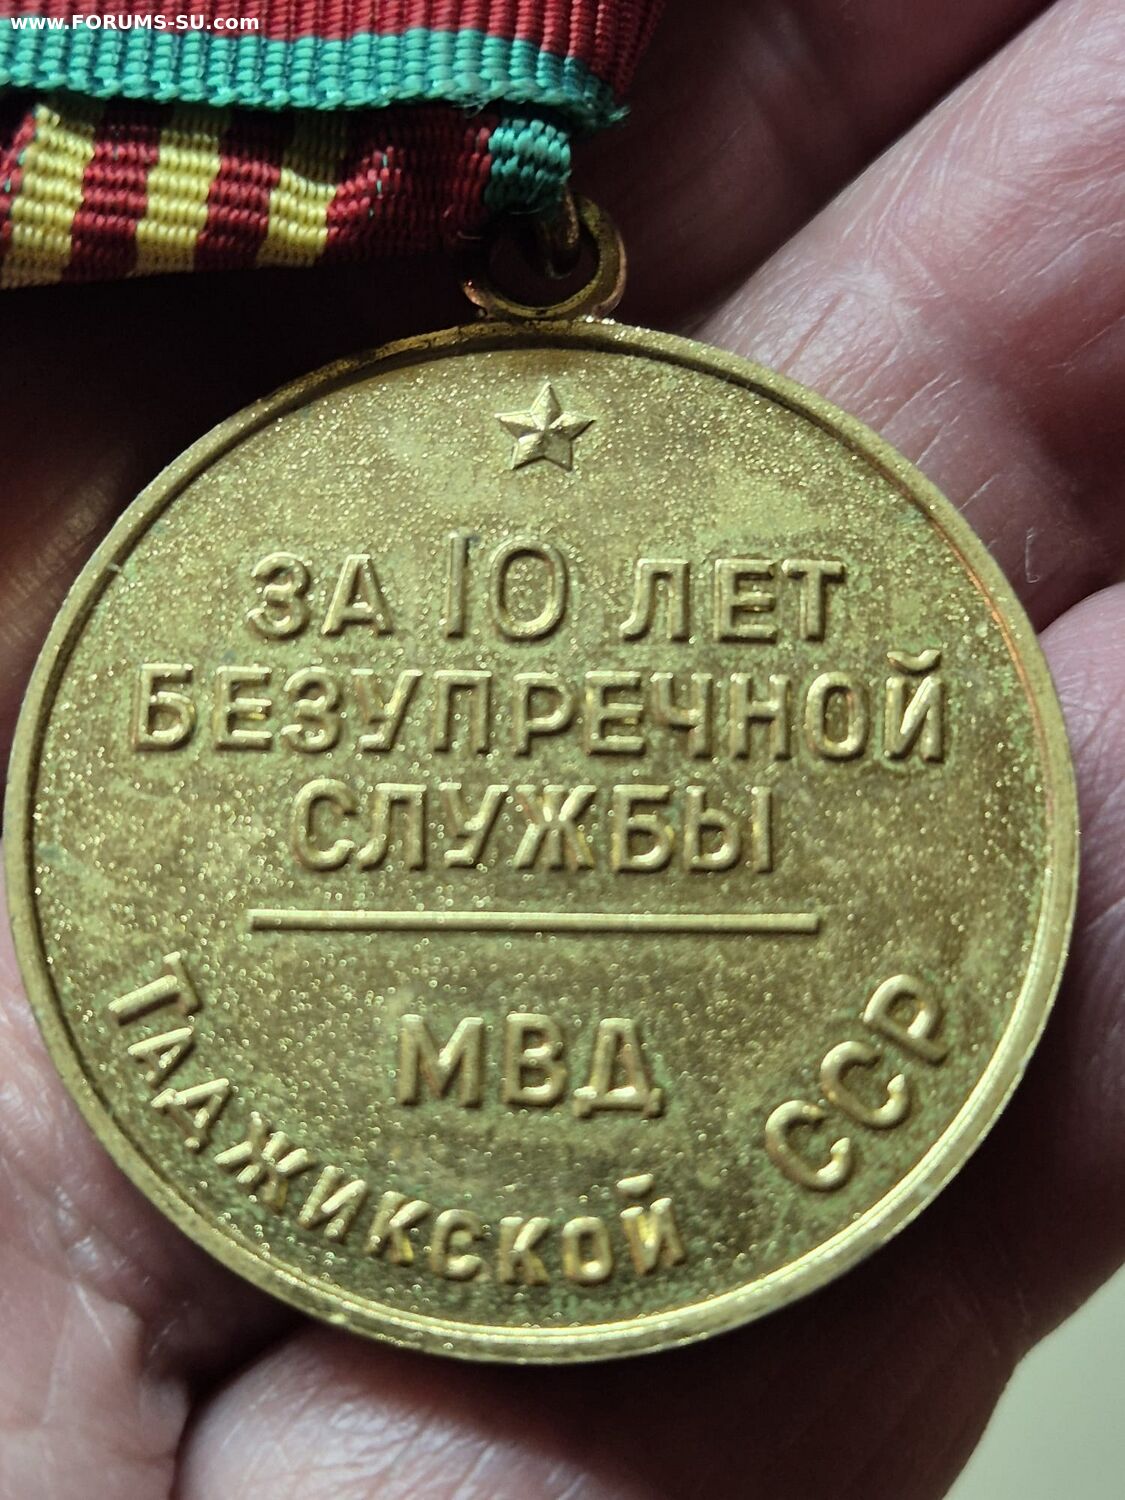 www.FORUMS-SU.com
ЗА 10 ЛЕТ
БЕЗУПРЕЧНОЙ
СЛУЖБЫ
МВД
ТАДЖИКСКОЙ ССР